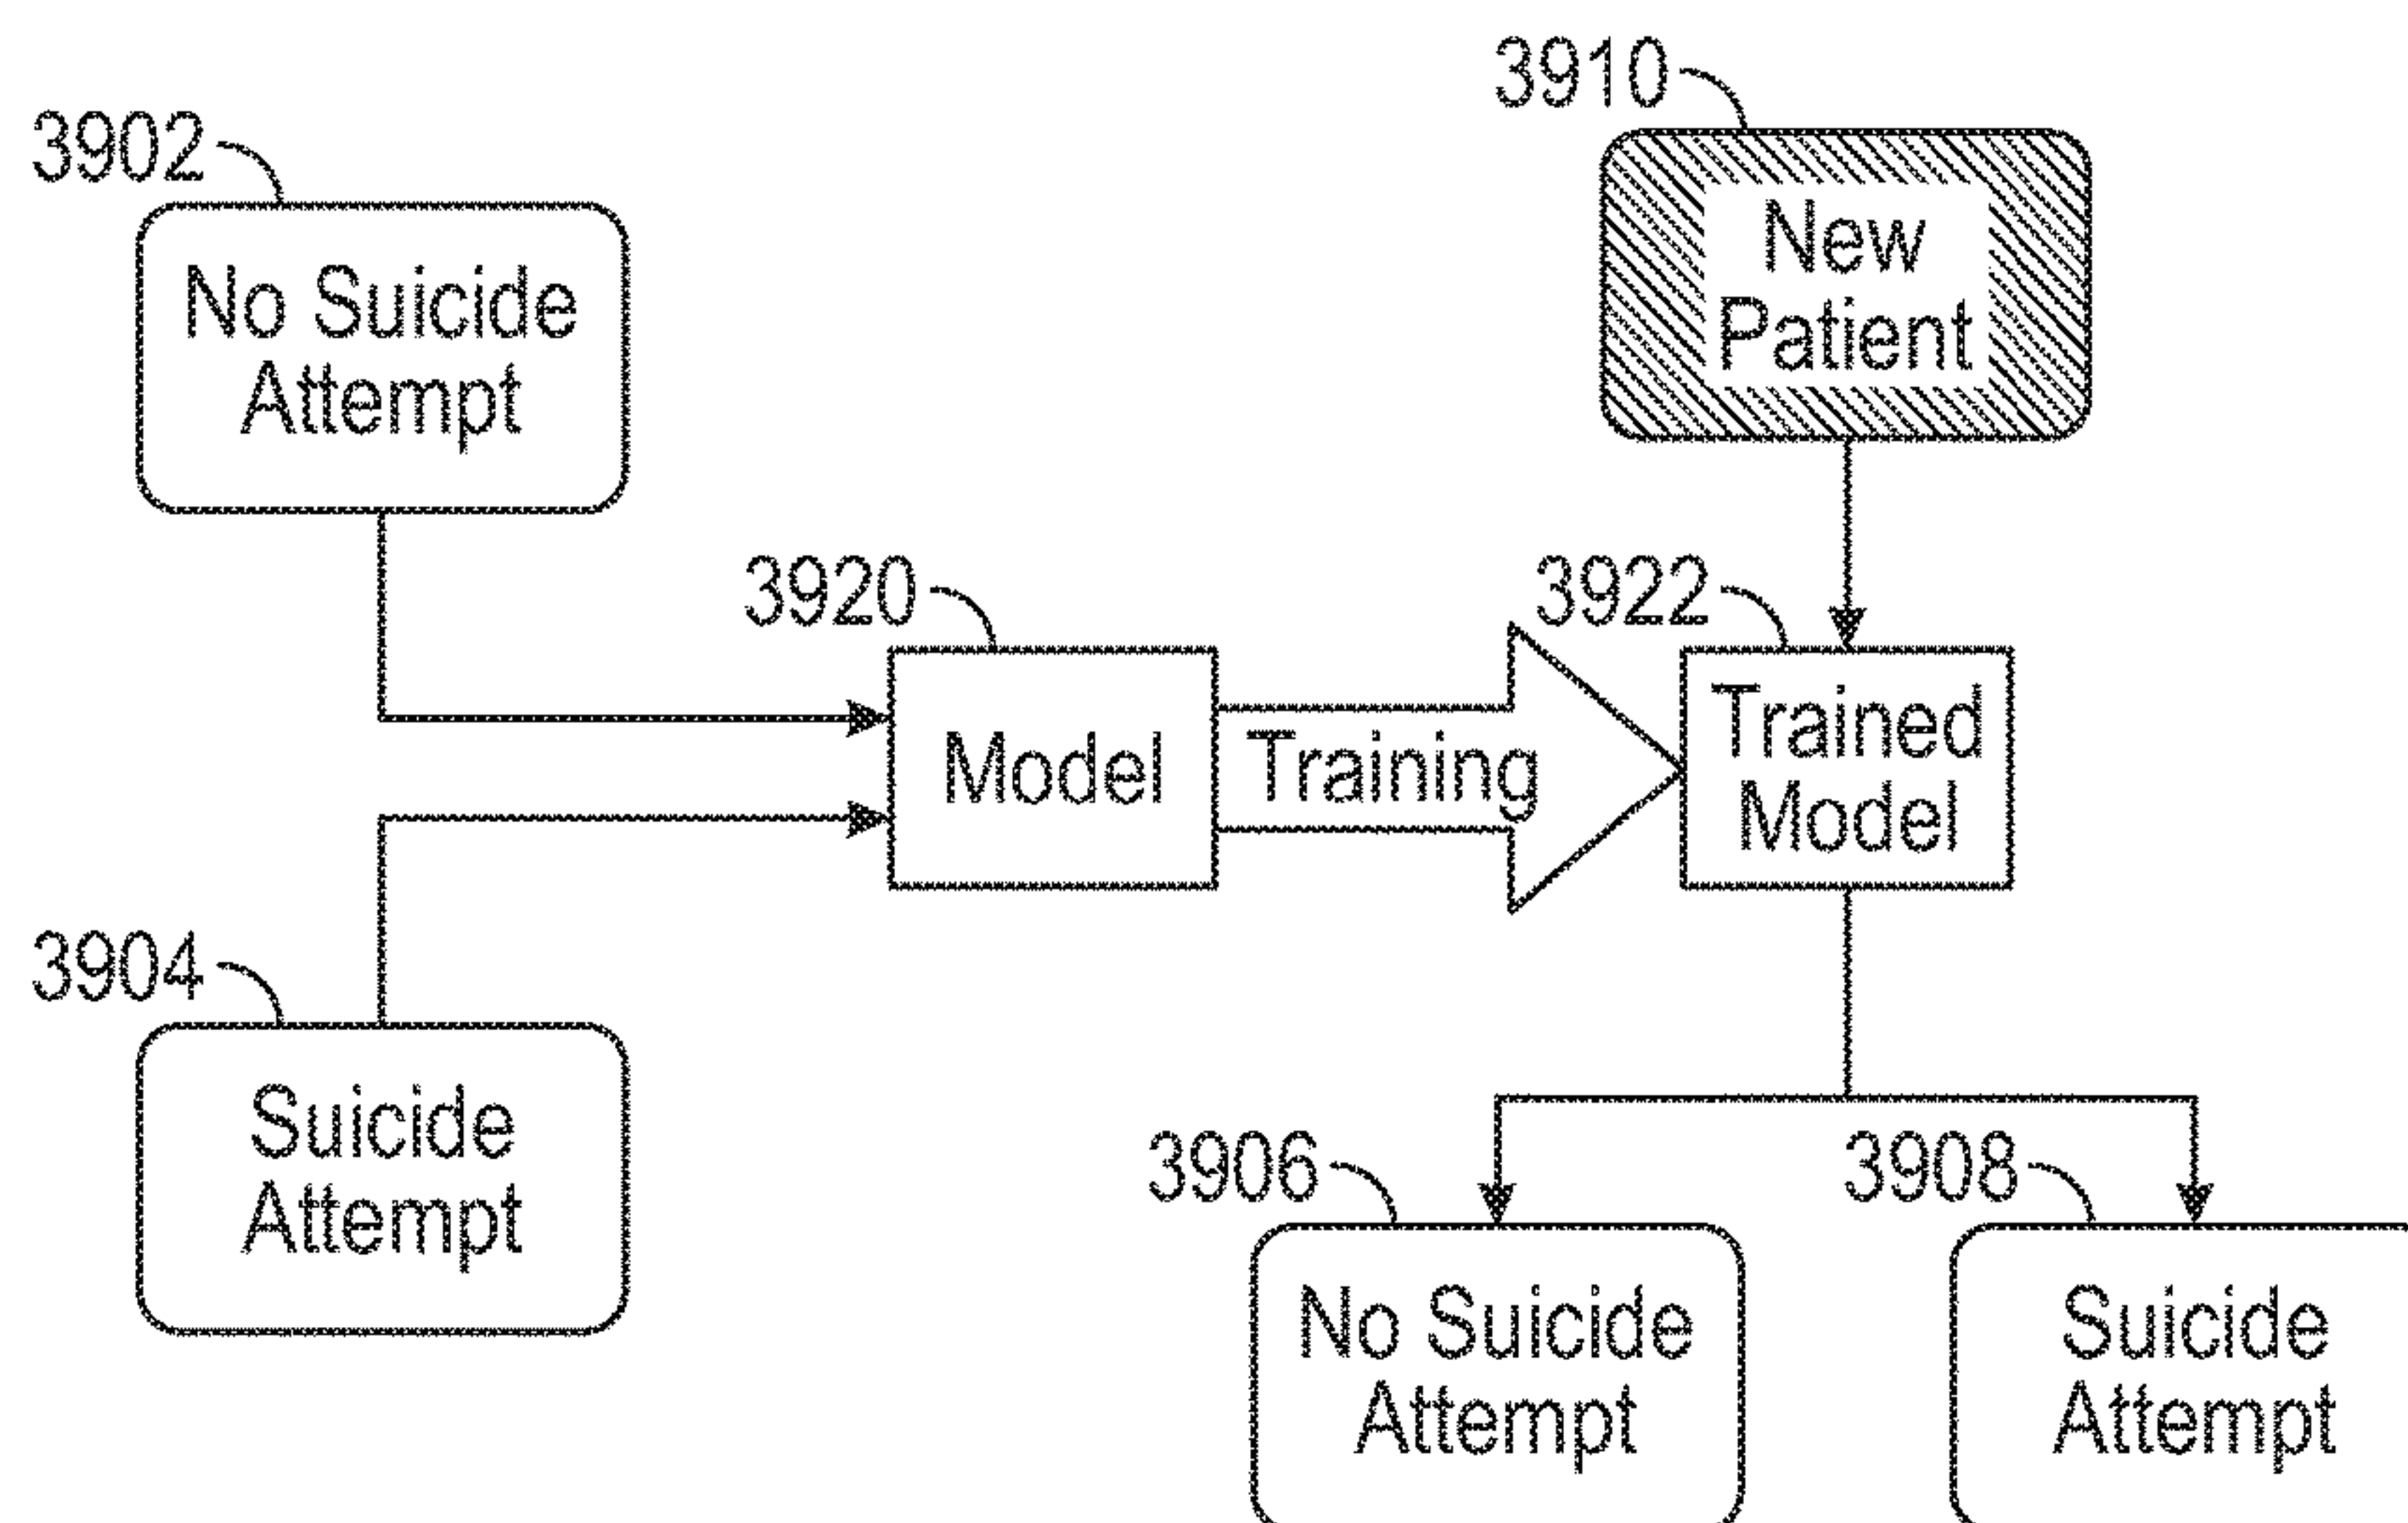 3910
3902
New
Patient
No Suicide
Attempt
3920
3922
Model
Training
Trained
Model
3904
Suicide
Attempt
3906
3908
No Suicide
Attempt
Suicide
Attempt